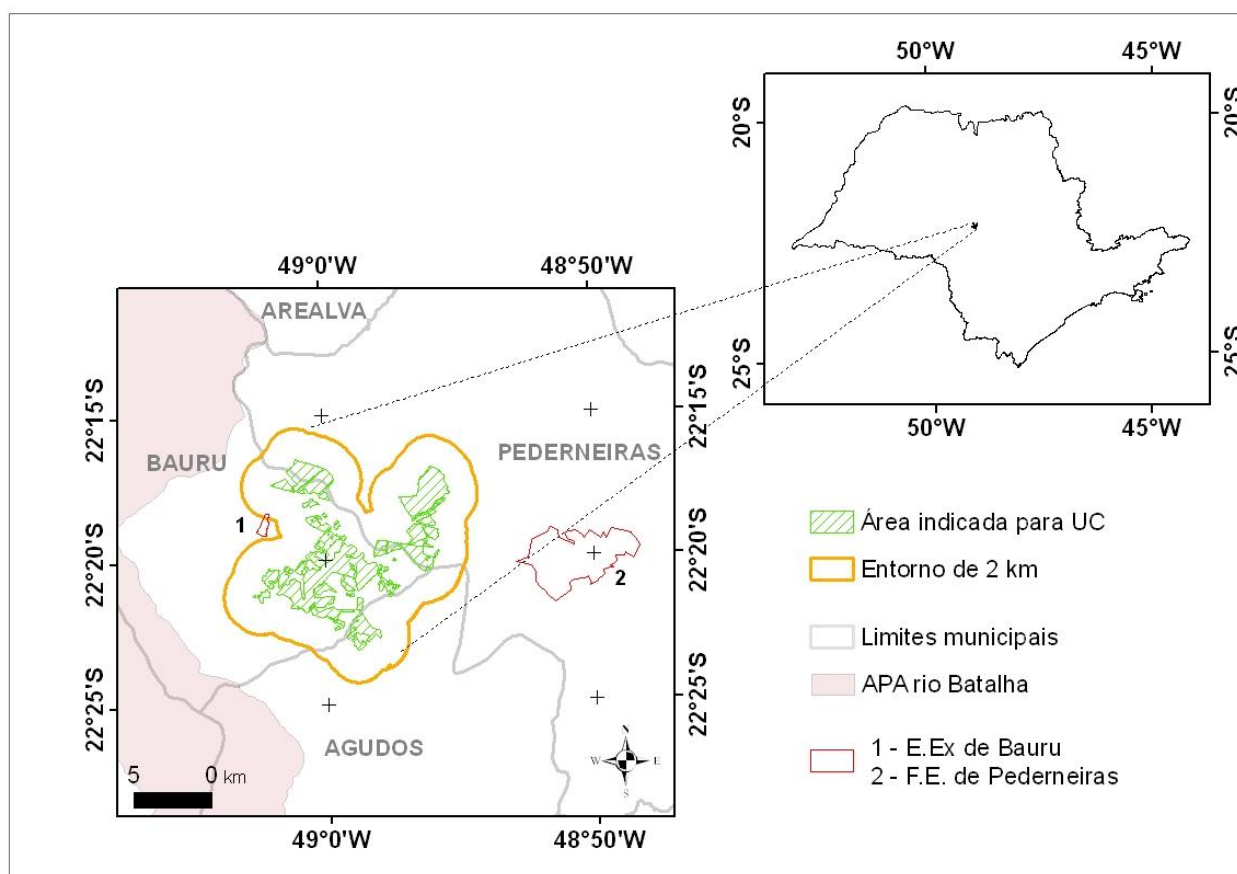 50°W 45°W
20°S 20°S
25°S 25°S
50°W 45°W
49°0'W 48°50'W
AREALVA
22°15'S 22°15'S
BAURU PEDERNEIRAS
1
22°20'S 22°20'S
2
22°25'S 22°25'S
AGUDOS
N
W E
S
5 0 km
49°0'W 48°50'W
Área indicada para UC
Entorno de 2 km
Limites municipais
APA rio Batalha
1 - E.Ex de Bauru
2 - F.E. de Pederneiras